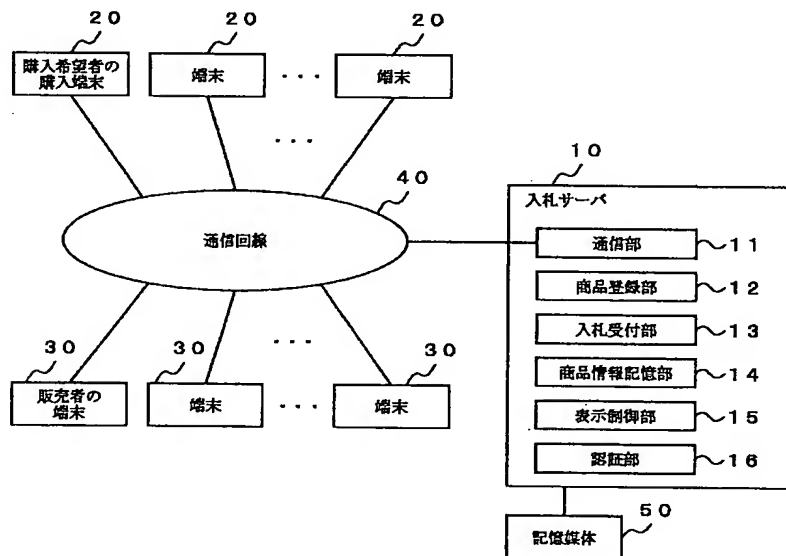 20
20
20
購入希望者の
購入端末
端末
・・・
端末
・・・
10
40
入札サーバ
通信回線
通信部
11
商品登録部
12
入札受付部
13
・・・
30
30
30
商品情報記憶部
14
販売者の
端末
端末
・・・
端末
表示制御部
15
認証部
16
50
記憶媒体